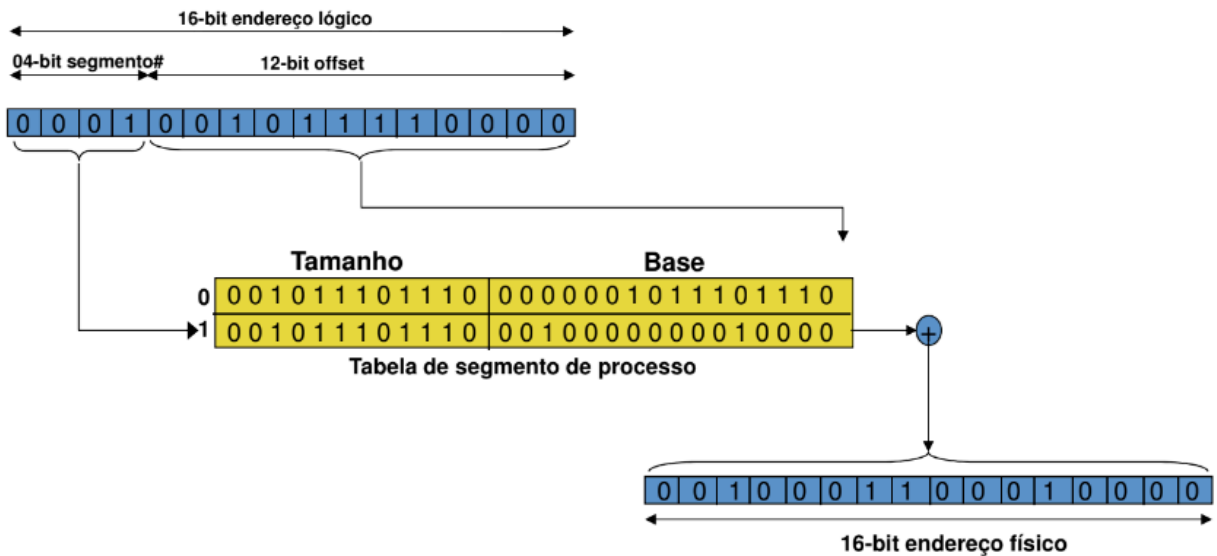 16-bit endereço lógico
04-bit segmento# 12-bit offset
0 0 0 1 0 0 1 0 1 1 1 1 0 0 0 0
Tamanho Base
0 0 0 1 0 1 1 1 0 1 1 1 0 0 0 0 0 0 0 1 0 1 1 1 0 1 1 1 0
1 0 0 1 0 1 1 1 0 1 1 1 0 0 0 1 0 0 0 0 0 0 0 0 1 0 0 0 0
Tabela de segmento de processo
+
0 0 1 0 0 0 1 1 0 0 0 1 0 0 0 0
16-bit endereço físico